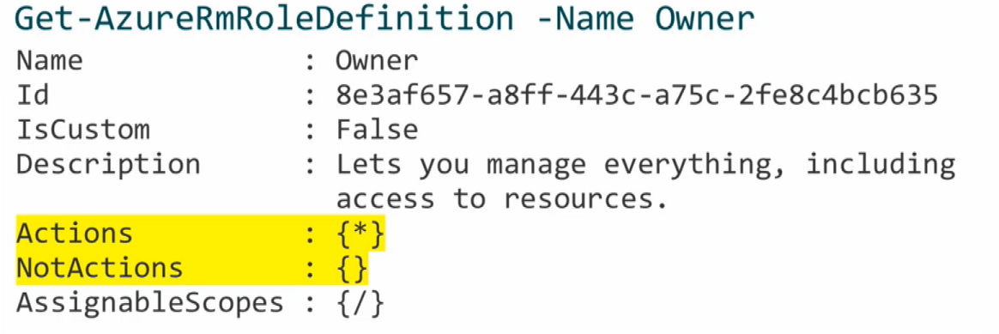 Get-AzureRmRoleDefinition -Name Owner
Name : Owner
Id : 8e3af657-a8ff-443c-a75c-2fe8c4bcb635
IsCustom : False
Description : Lets you manage everything, including
access to resources.
Actions : {*}
NotActions : {}
AssignableScopes : {/}